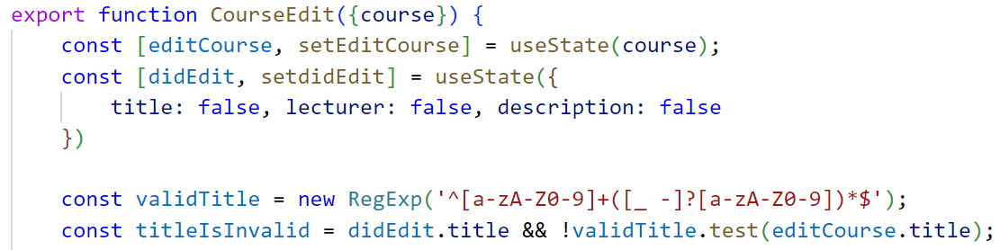 export function CourseEdit({course}) {
    const [editCourse, setEditCourse] = useState(course);
    const [didEdit, setdidEdit] = useState({
        title: false, lecturer: false, description: false
    })

    const validTitle = new RegExp('^[a-zA-Z0-9]+([_ -]?[a-zA-Z0-9])*$');
    const titleIsInvalid = didEdit.title && !validTitle.test(editCourse.title);